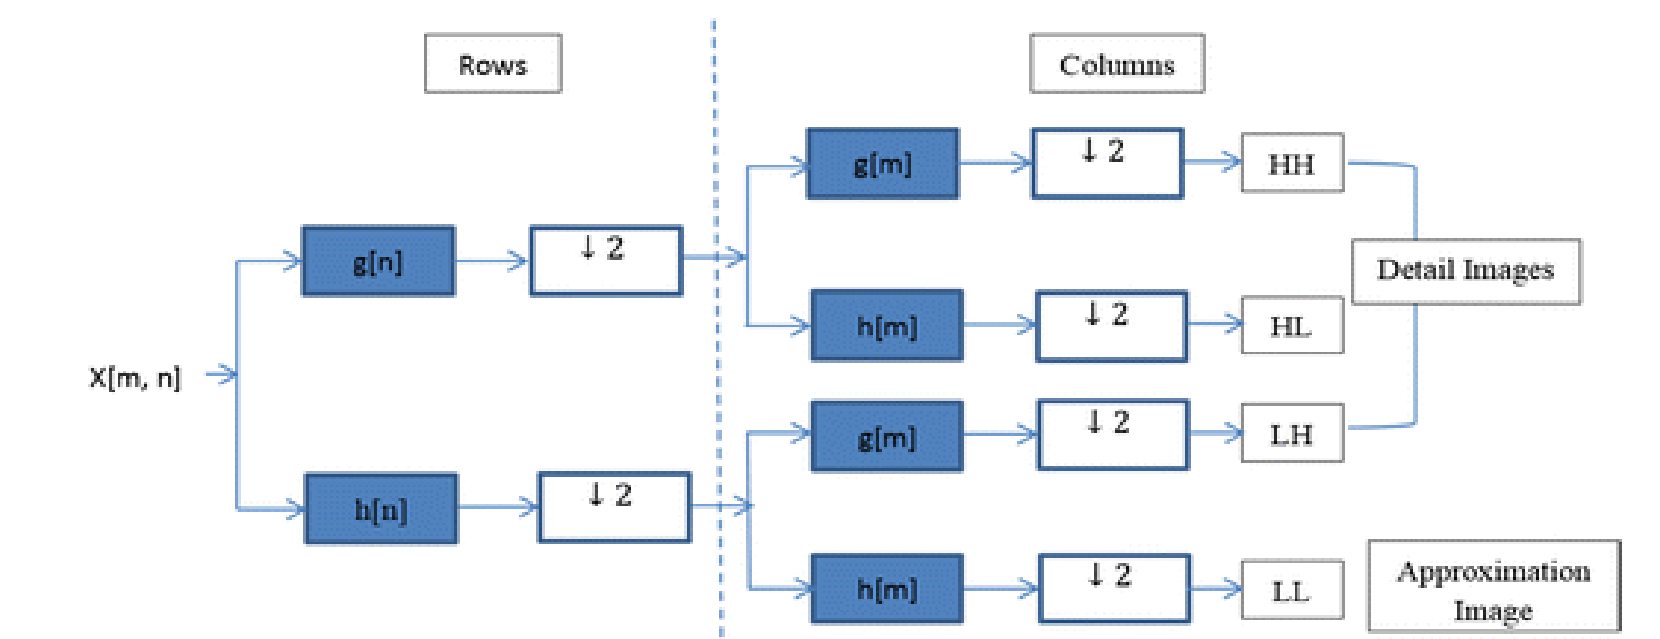 Rows
Columns
g[m]
↓ 2
HH
g[n]
↓ 2
Detail Images
h[m]
↓ 2
HL
X[m, n]
g[m]
↓ 2
LH
h[n]
↓ 2
h[m]
↓ 2
LL
Approximation
Image